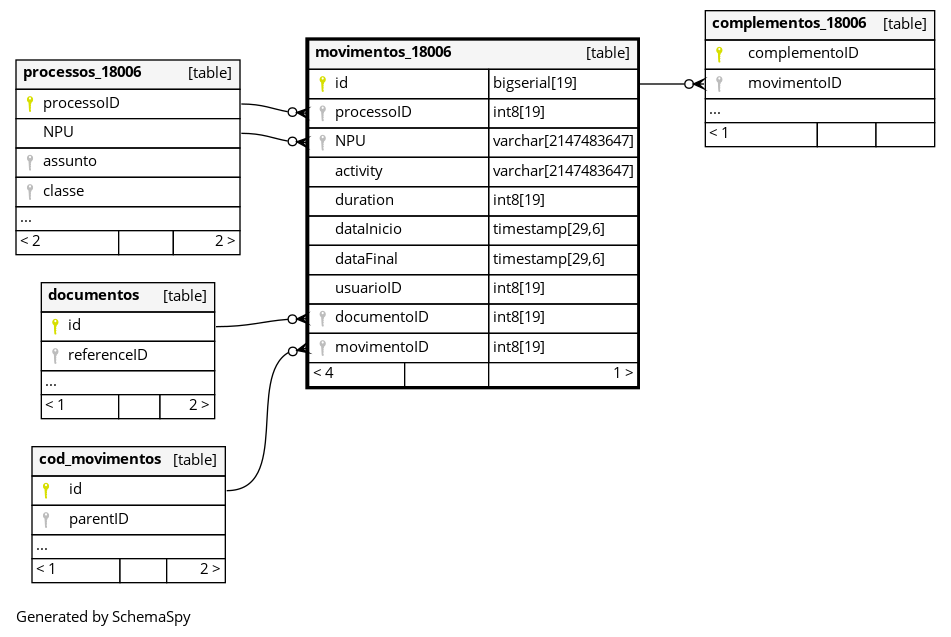 processos_18006 [table]
processoID
NPU
assunto
classe
...
< 2 2 >
documentos [table]
id
referenceID
...
< 1 2 >
cod_movimentos [table]
id
parentID
...
< 1 2 >
movimentos_18006 [table]
id bigserial[19]
processoID int8[19]
NPU varchar[2147483647]
activity varchar[2147483647]
duration int8[19]
dataInicio timestamp[29,6]
dataFinal timestamp[29,6]
usuarioID int8[19]
documentoID int8[19]
movimentoID int8[19]
< 4 1 >
complementos_18006 [table]
complementoID
movimentoID
...
< 1
Generated by SchemaSpy